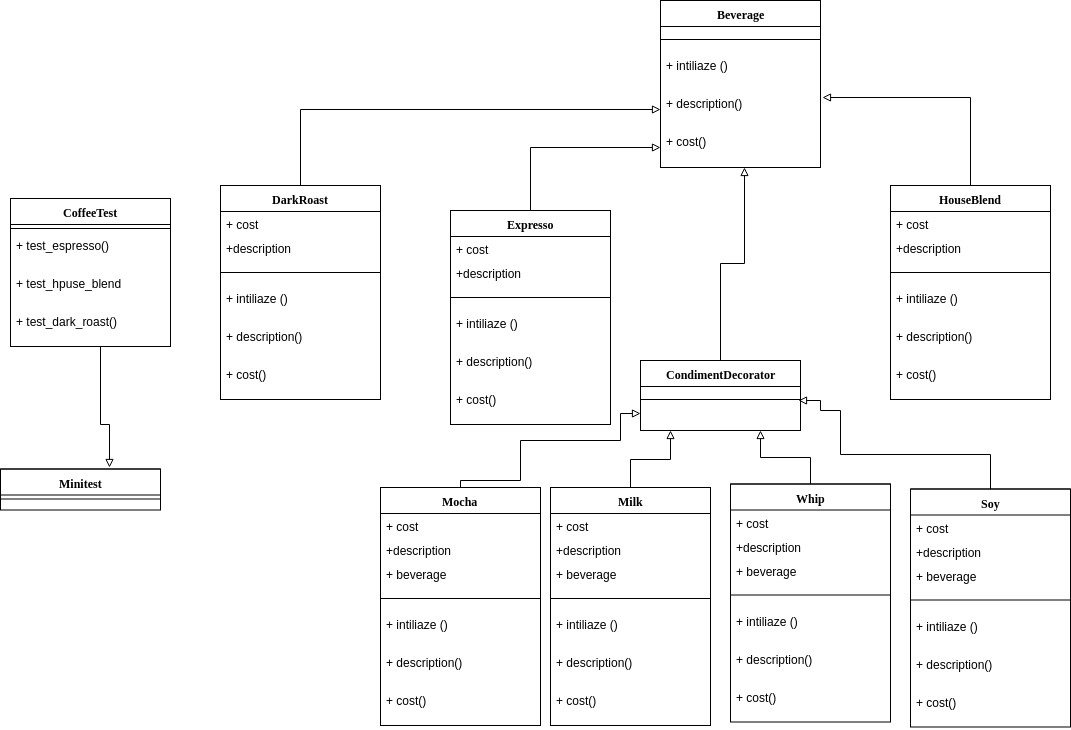 Beverage
+ intiliaze ()
+ description()
+ cost()
CoffeeTest
+ test_espresso()
+ test_hpuse_blend
+ test_dark_roast()
DarkRoast
+ cost
+description
+ intiliaze ()
+ description()
+ cost()
Expresso
+ cost
+description
+ intiliaze ()
+ description()
+ cost()
HouseBlend
+ cost
+description
+ intiliaze ()
+ description()
+ cost()
CondimentDecorator
Minitest
Mocha
+ cost
+description
+ beverage
+ intiliaze ()
+ description()
+ cost()
Milk
+ cost
+description
+ beverage
+ intiliaze ()
+ description()
+ cost()
Whip
+ cost
+description
+ beverage
+ intiliaze ()
+ description()
+ cost()
Soy
+ cost
+description
+ beverage
+ intiliaze ()
+ description()
+ cost()